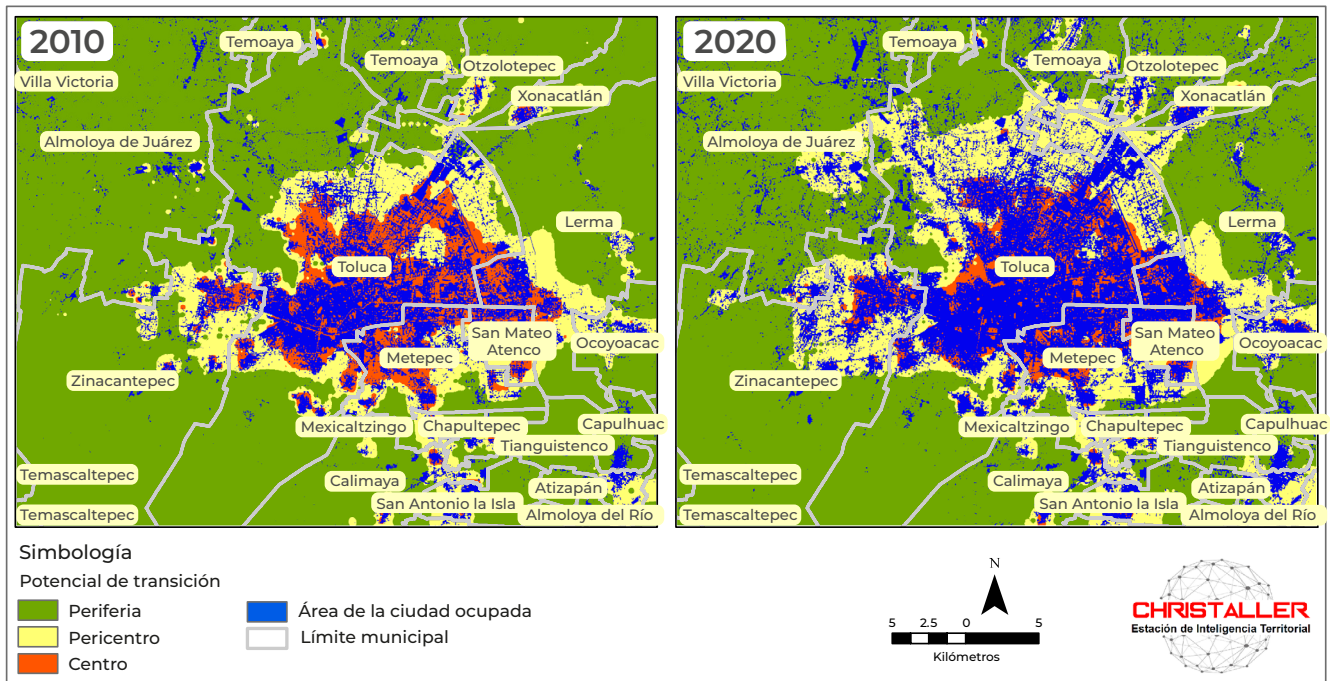 2010
Temoaya
Temoaya
Otzolotepec
Villa Victoria
Xonacatlán
Almoloya de Juárez
Lerma
Toluca
San Mateo
Atenco
Ocoyoacac
Metepec
Zinacantepec
Mexicaltzingo
Chapultepec
Capulhuac
Tianguistenco
Temascaltepec
Calimaya
Atizapán
San Antonio la Isla
Temascaltepec
Almoloya del Río
2020
Temoaya
Temoaya
Otzolotepec
Villa Victoria
Xonacatlán
Almoloya de Juárez
Lerma
Toluca
San Mateo
Atenco
Ocoyoacac
Metepec
Zinacantepec
Mexicaltzingo
Chapultepec
Capulhuac
Tianguistenco
Temascaltepec
Calimaya
Atizapán
San Antonio la Isla
Temascaltepec
Almoloya del Río
Simbología
Potencial de transición
Periferia
Pericentro
Centro
Área de la ciudad ocupada
Límite municipal
N
5 2.5 0 5
Kilómetros
CHRISTALLER
Estación de Inteligencia Territorial